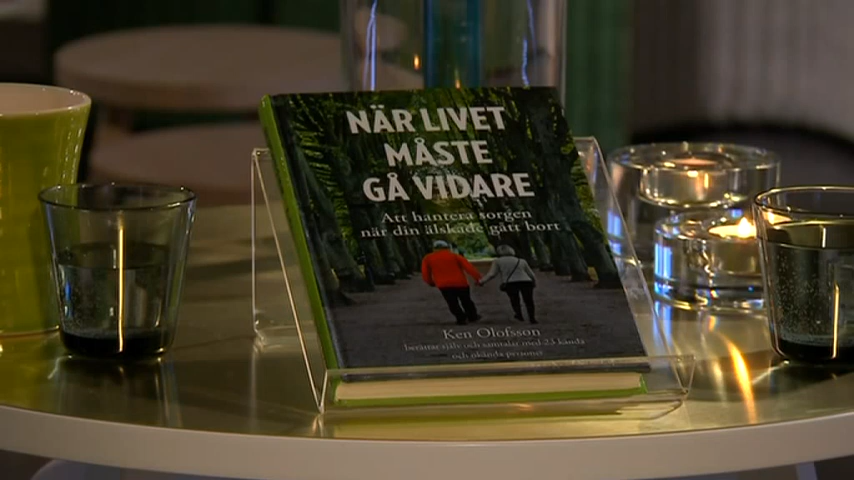 NÄR LIVET
MÅSTE
GÅ VIDARE
Att hantera sorgen
när din älskade gått bort
Ken Olofsson
berättar själv och samtalar med 23 kända
och okända personer